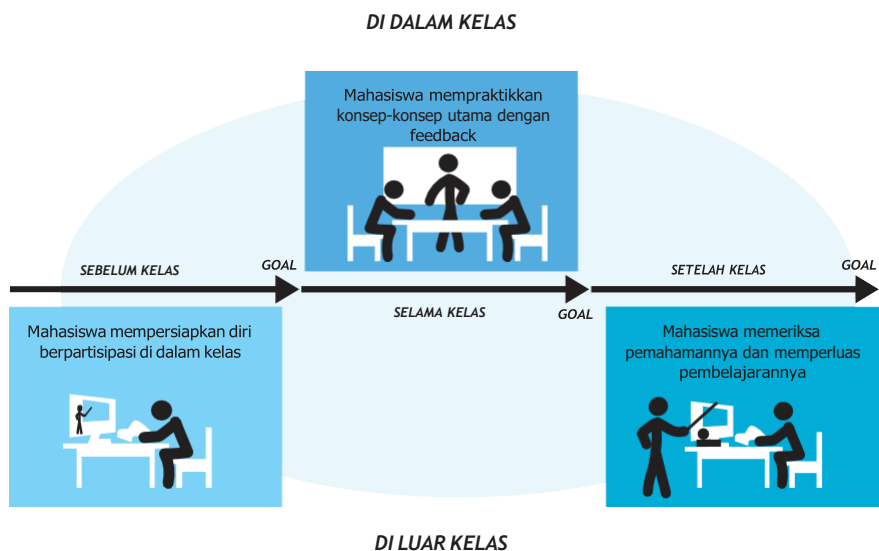 DI DALAM KELAS
Mahasiswa mempraktikkan
konsep-konsep utama dengan
feedback
SEBELUM KELAS
GOAL
SELAMA KELAS
GOAL
SETELAH KELAS
GOAL
Mahasiswa mempersiapkan diri
berpartisipasi di dalam kelas
Mahasiswa memeriksa
pemahamannya dan memperluas
pembelajarannya
DI LUAR KELAS